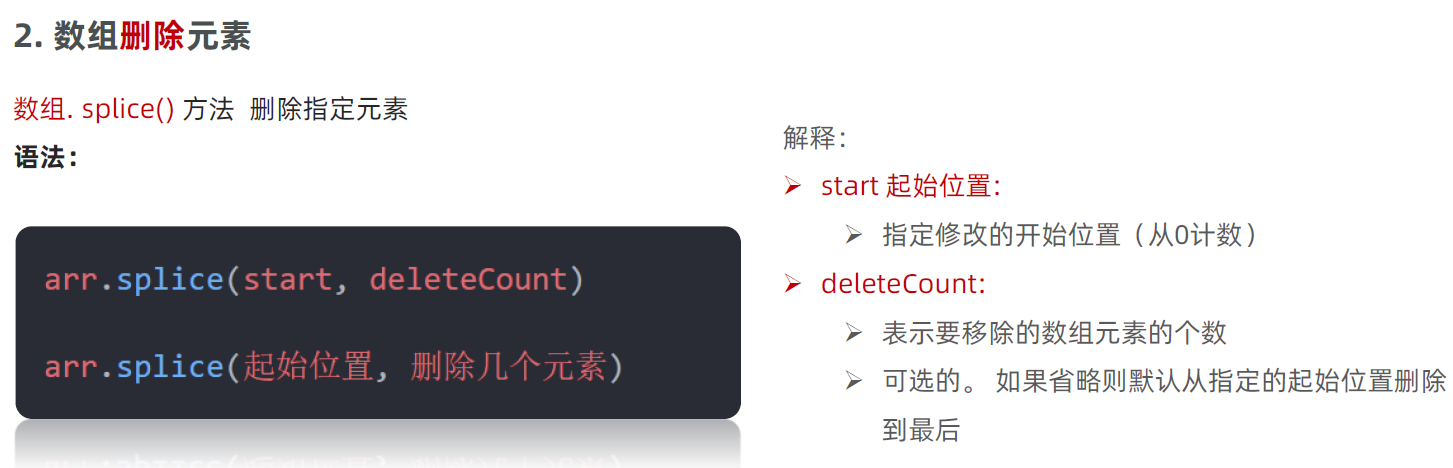 2. 数组删除元素
数组. splice() 方法  删除指定元素
语法：
arr.splice(start, deleteCount)
arr.splice(起始位置, 删除几个元素)
解释：
start 起始位置:
指定修改的开始位置（从0计数）
deleteCount:
表示要移除的数组元素的个数
可选的。 如果省略则默认从指定的起始位置删除
到最后